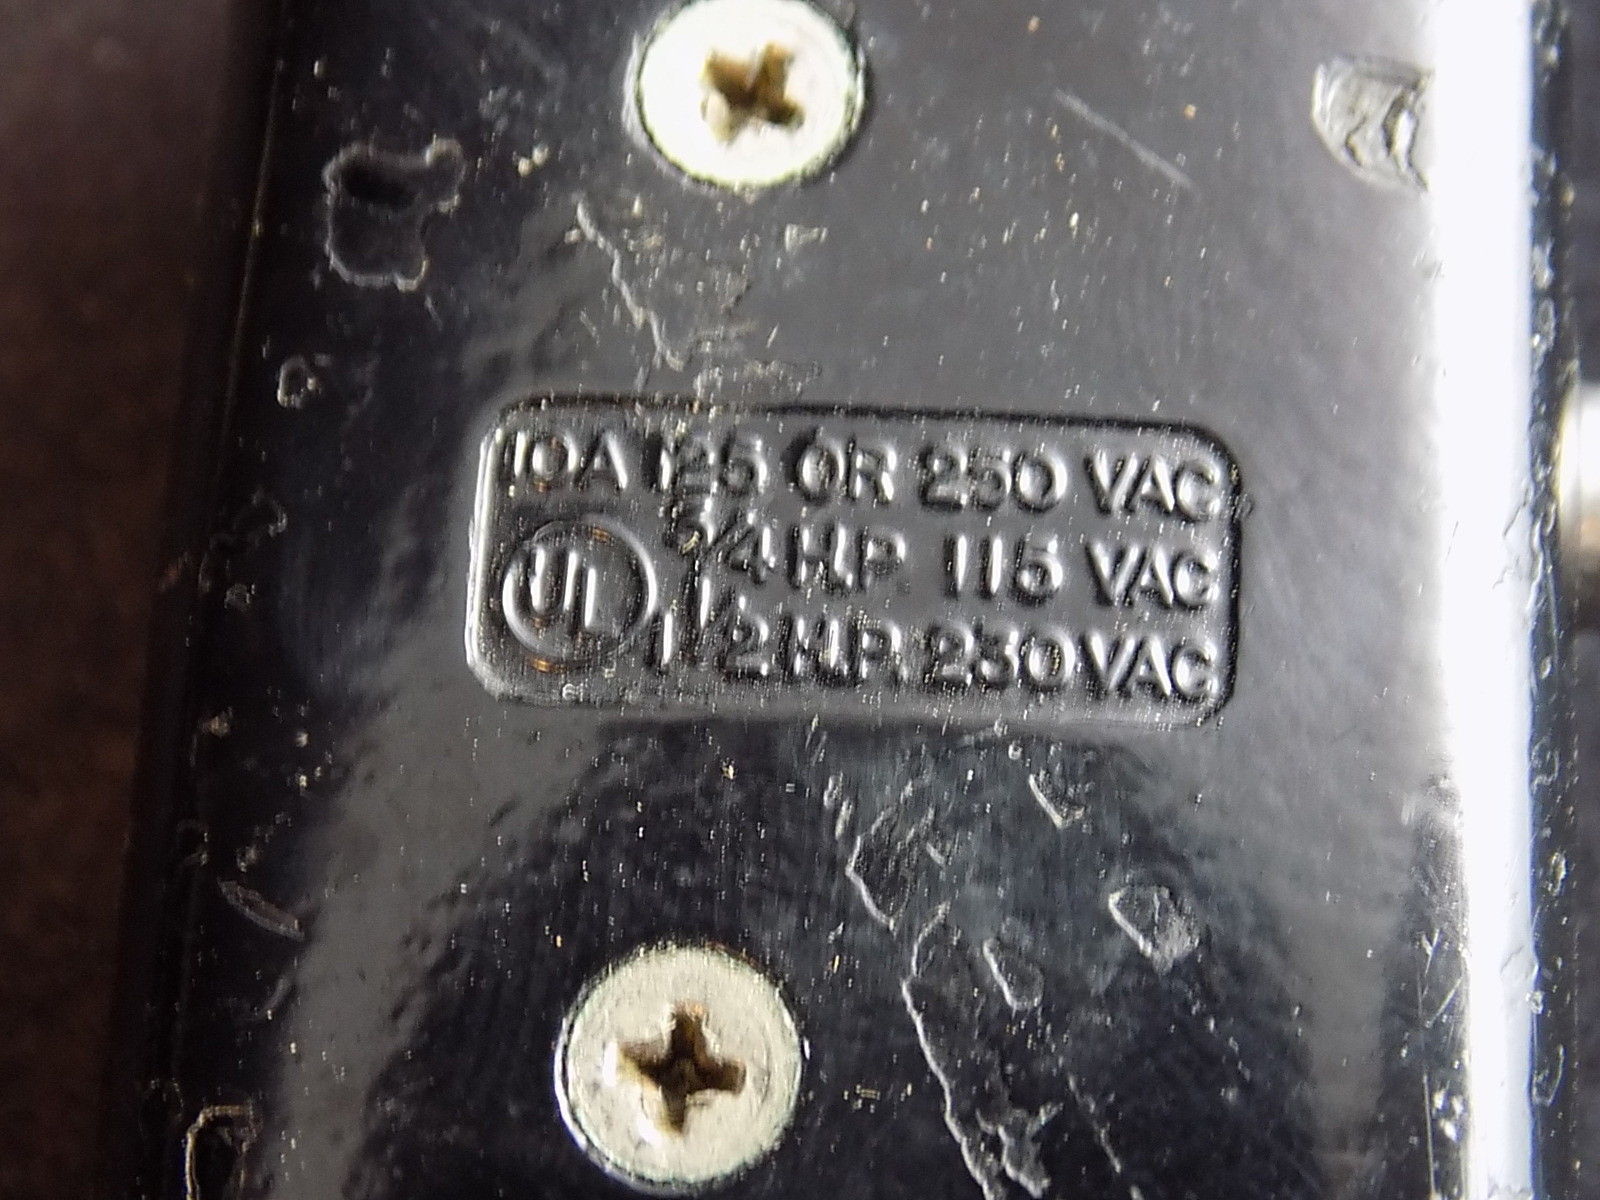 10A 125 OR 250 VAC
UL 3/4 H.P. 115 VAC
1 1/2 H.P. 230 VAC